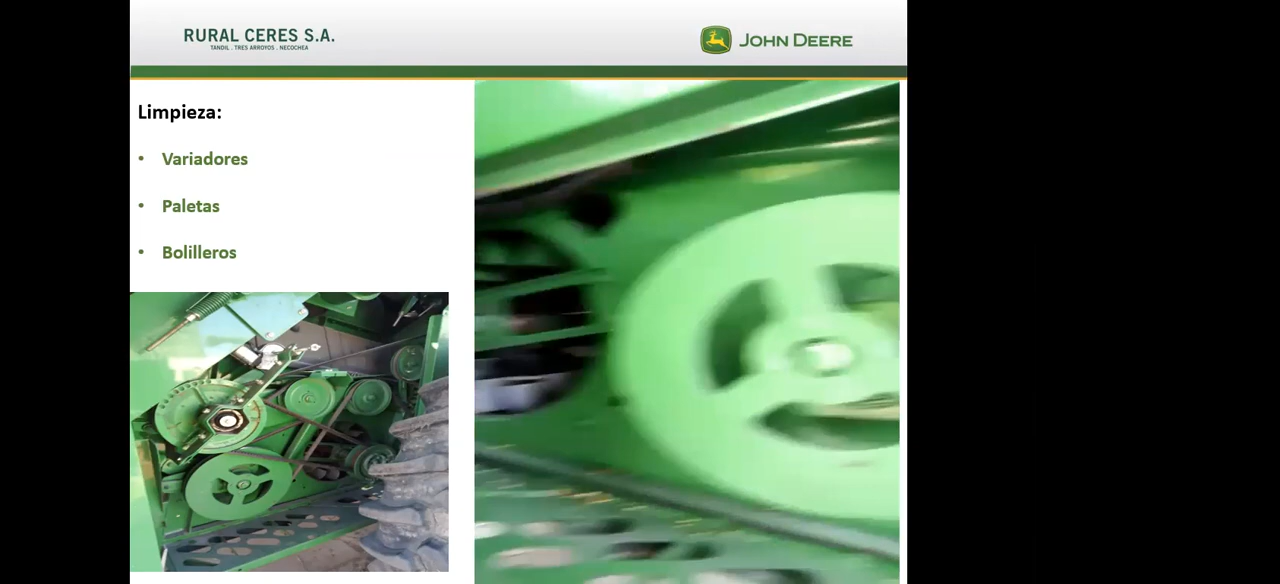 RURAL CERES S.A.
TANDIL . TRES ARROYOS . NECOCHEA
JOHN DEERE
Limpieza:
• Variadores
• Paletas
• Bolilleros